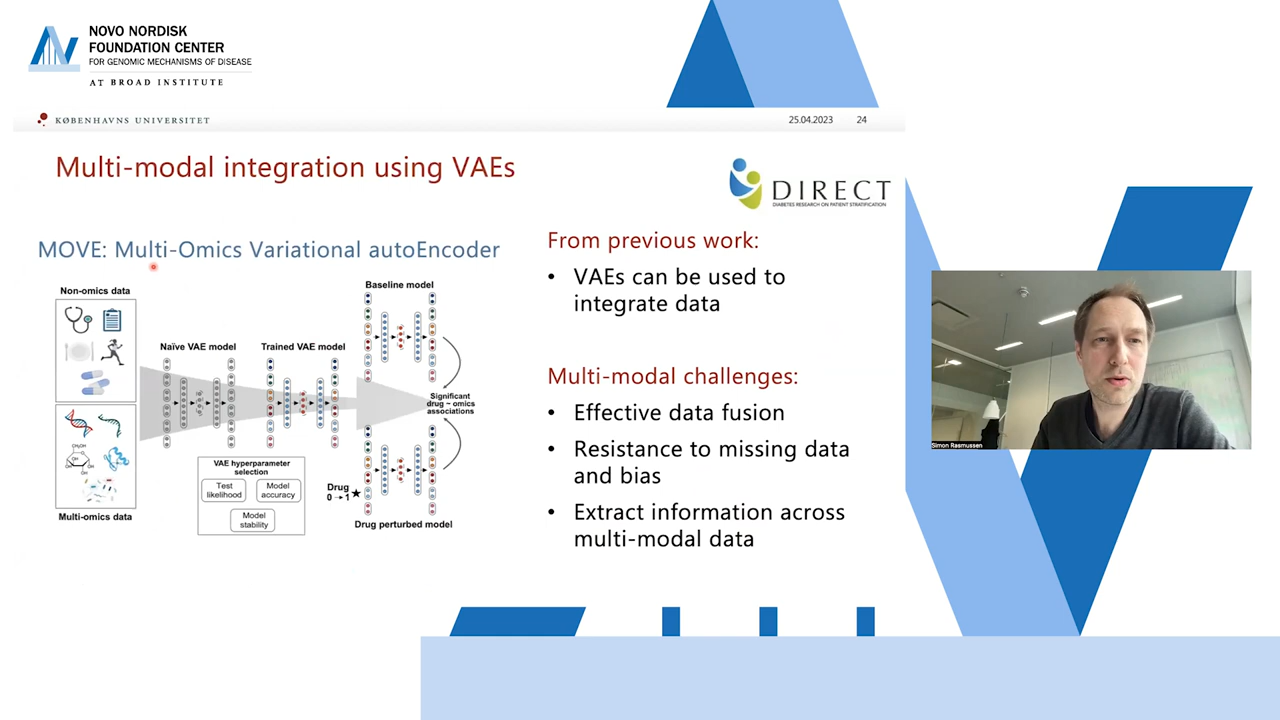 NOVO NORDISK
FOUNDATION CENTER
FOR GENOMIC MECHANISMS OF DISEASE
AT BROAD INSTITUTE
KØBENHAVNS UNIVERSITET
25.04.2023 24
Multi-modal integration using VAEs
DIRECT
DIABETES RESEARCH ON PATIENT STRATIFICATION
MOVE: Multi-Omics Variational autoEncoder
Non-omics data
Naïve VAE model
Trained VAE model
Baseline model
Significant
drug ~ omics
associations
VAE hyperparameter
selection
Test
likelihood
Model
accuracy
Model
stability
Drug
0→1
Drug perturbed model
CH₂OH
OH
Multi-omics data
From previous work:
• VAEs can be used to
integrate data
Multi-modal challenges:
• Effective data fusion
• Resistance to missing data
and bias
• Extract information across
multi-modal data
Simon Rasmussen